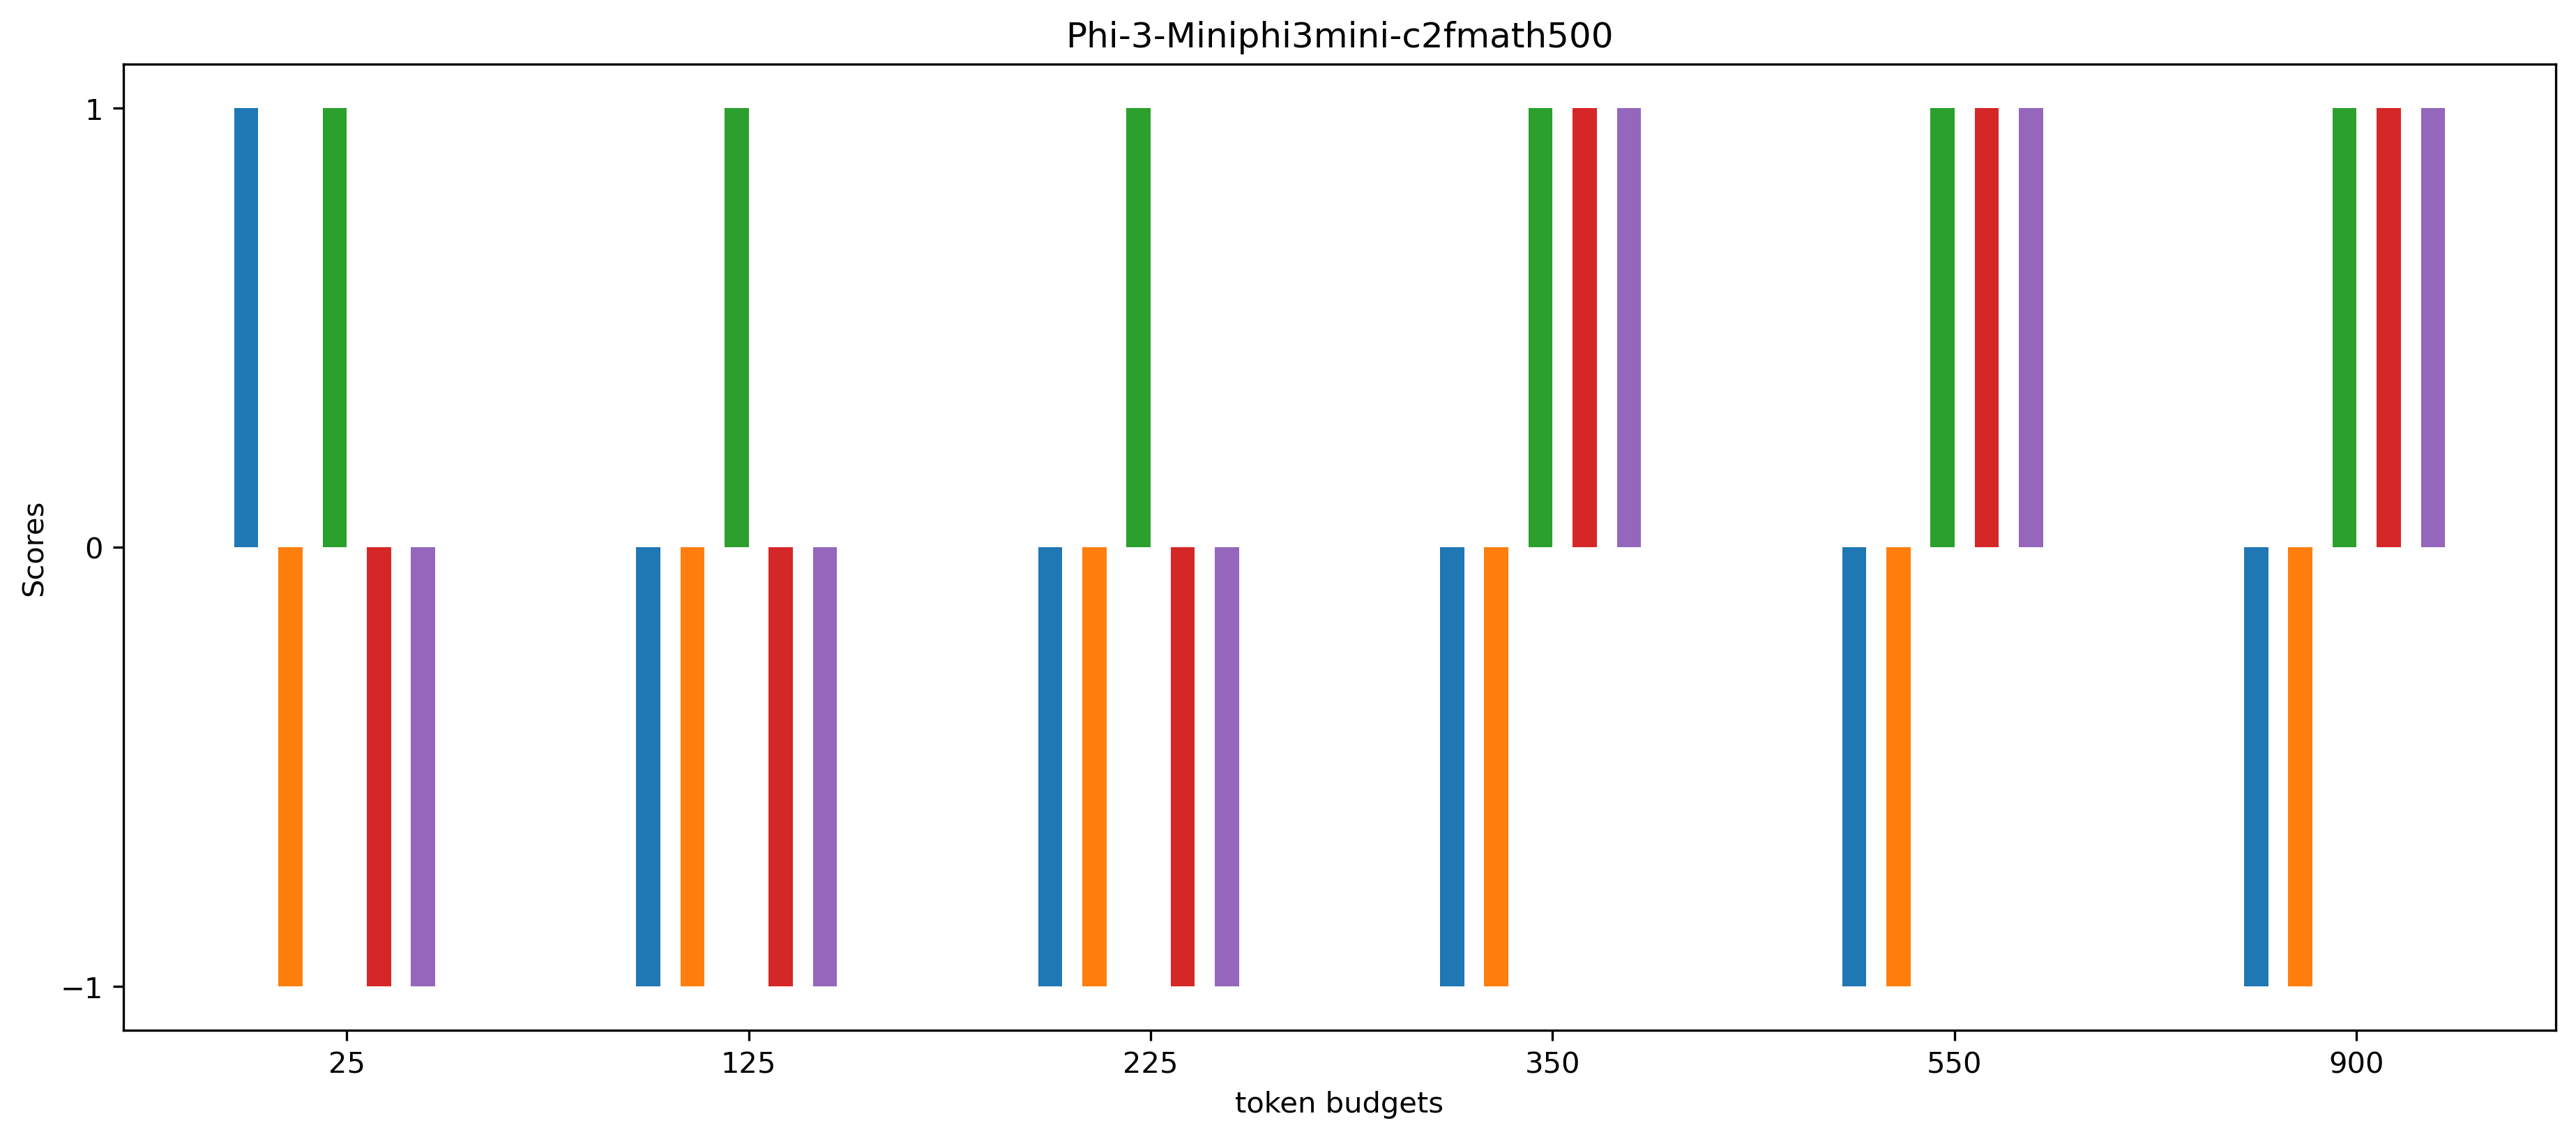 Phi-3-Miniphi3mini-c2fmath500
Scores
1
0
−1
25 125 225 350 550 900
token budgets